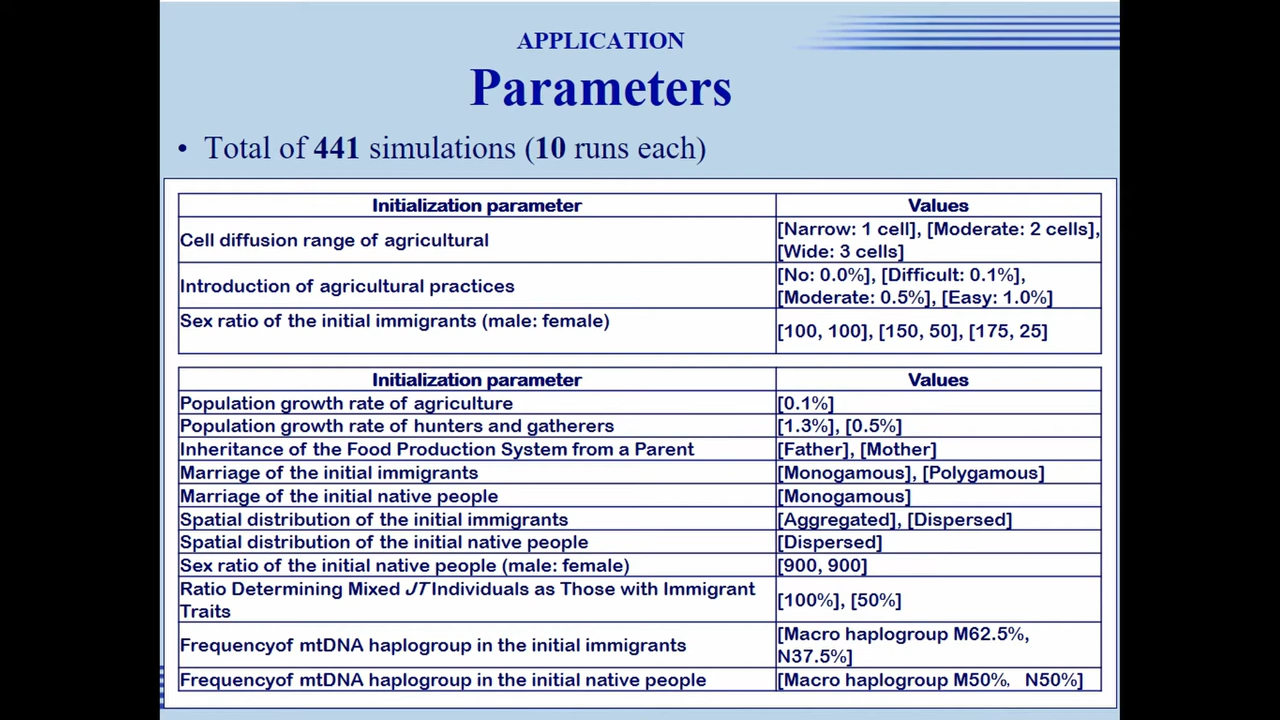 APPLICATION
Parameters
• Total of 441 simulations (10 runs each)
Initialization parameter Values
Cell diffusion range of agricultural [Narrow: 1 cell], [Moderate: 2 cells],
[Wide: 3 cells]
Introduction of agricultural practices [No: 0.0%], [Difficult: 0.1%],
[Moderate: 0.5%], [Easy: 1.0%]
Sex ratio of the initial immigrants (male: female) [100, 100], [150, 50], [175, 25]
Initialization parameter Values
Population growth rate of agriculture [0.1%]
Population growth rate of hunters and gatherers [1.3%], [0.5%]
Inheritance of the Food Production System from a Parent [Father], [Mother]
Marriage of the initial immigrants [Monogamous], [Polygamous]
Marriage of the initial native people [Monogamous]
Spatial distribution of the initial immigrants [Aggregated], [Dispersed]
Spatial distribution of the initial native people [Dispersed]
Sex ratio of the initial native people (male: female) [900, 900]
Ratio Determining Mixed JT Individuals as Those with Immigrant
Traits [100%], [50%]
Frequencyof mtDNA haplogroup in the initial immigrants [Macro haplogroup M62.5%,
N37.5%]
Frequencyof mtDNA haplogroup in the initial native people [Macro haplogroup M50%, N50%]